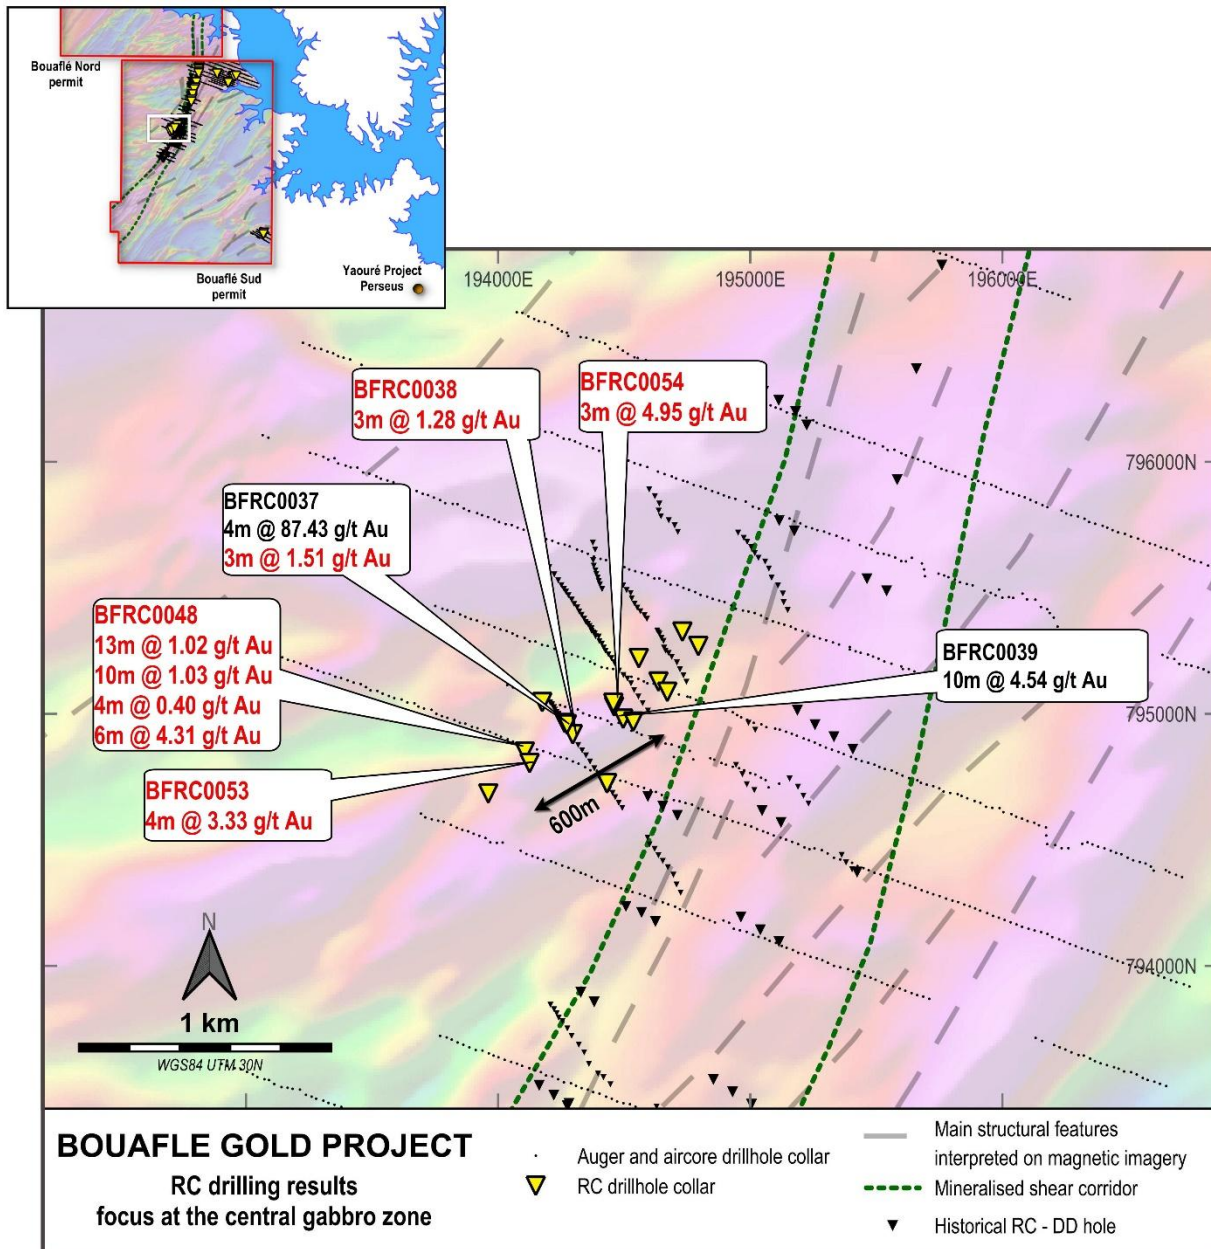 Bouaflé Nord
permit
Bouaflé Sud
permit
Yaouré Project
Perseus
194000E
195000E
196000E
796000N
795000N
794000N
BFRC0038
3m @ 1.28 g/t Au
BFRC0054
3m @ 4.95 g/t Au
BFRC0037
4m @ 87.43 g/t Au
3m @ 1.51 g/t Au
BFRC0048
13m @ 1.02 g/t Au
10m @ 1.03 g/t Au
4m @ 0.40 g/t Au
6m @ 4.31 g/t Au
BFRC0039
10m @ 4.54 g/t Au
BFRC0053
4m @ 3.33 g/t Au
600m
N
1 km
WGS84 UTM 30N
BOUAFLE GOLD PROJECT
RC drilling results
focus at the central gabbro zone
Auger and aircore drillhole collar
RC drillhole collar
Main structural features
interpreted on magnetic imagery
Mineralised shear corridor
Historical RC - DD hole